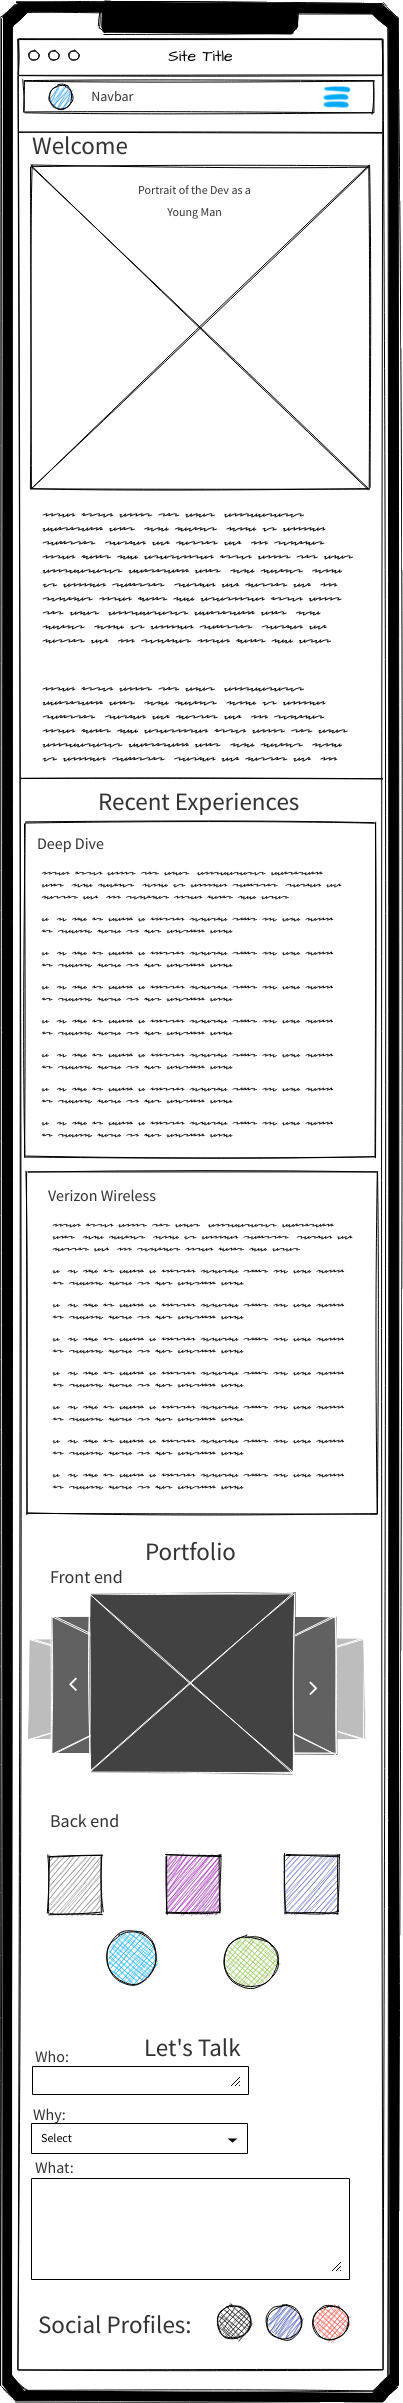 Site Title
Navbar
Welcome
Portrait of the Dev as a
Young Man
Recent Experiences
Deep Dive
Verizon Wireless
Portfolio
Front end
Back end
Let's Talk
Who:
Why:
Select
What:
Social Profiles: